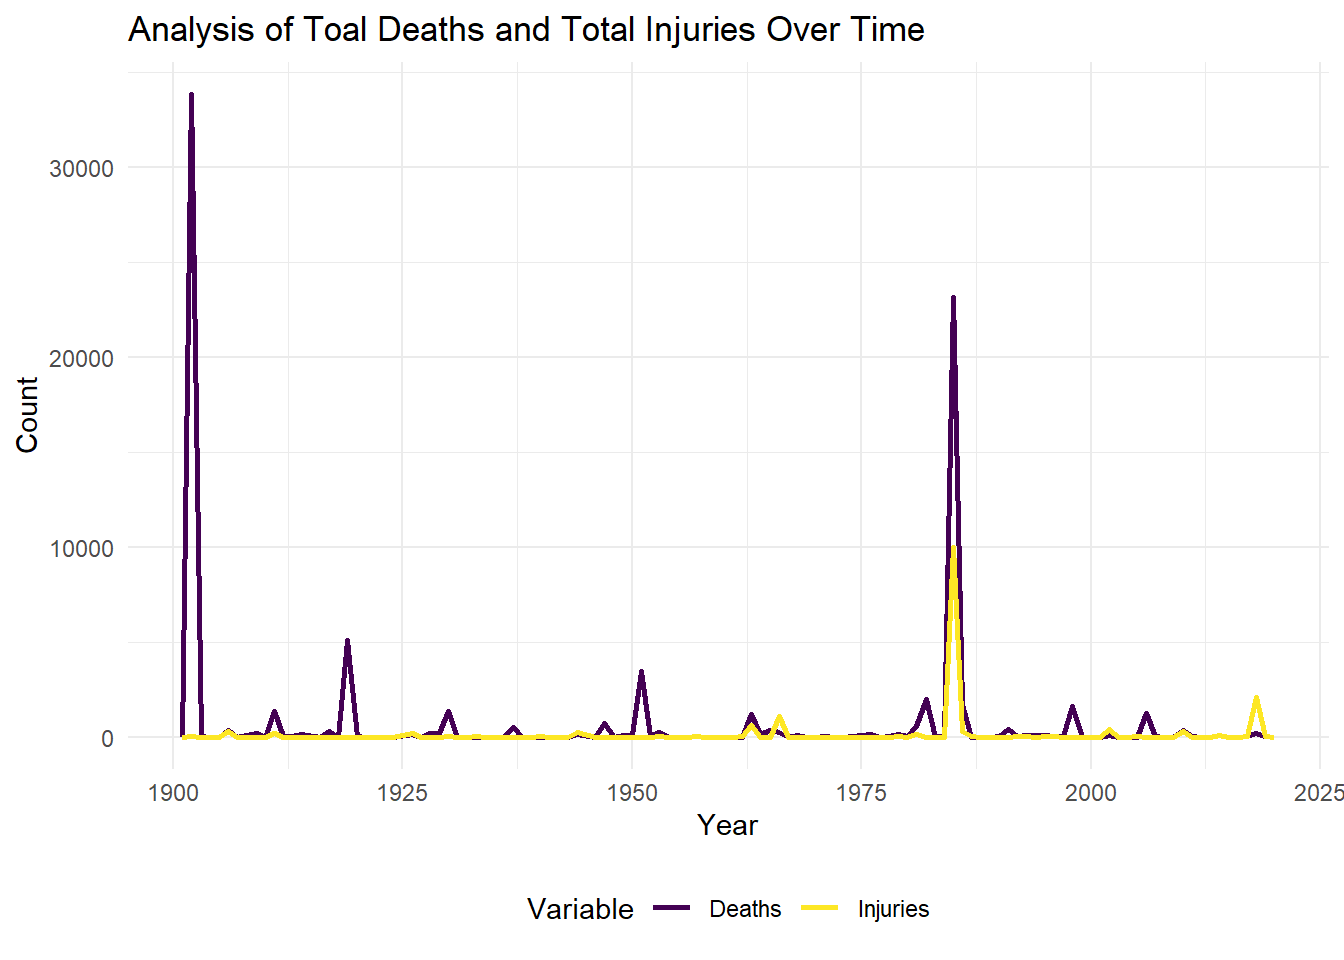 Analysis of Toal Deaths and Total Injuries Over Time
30000
20000
10000
0
Count
1900 1925 1950 1975 2000 2025
Year
Variable Deaths Injuries